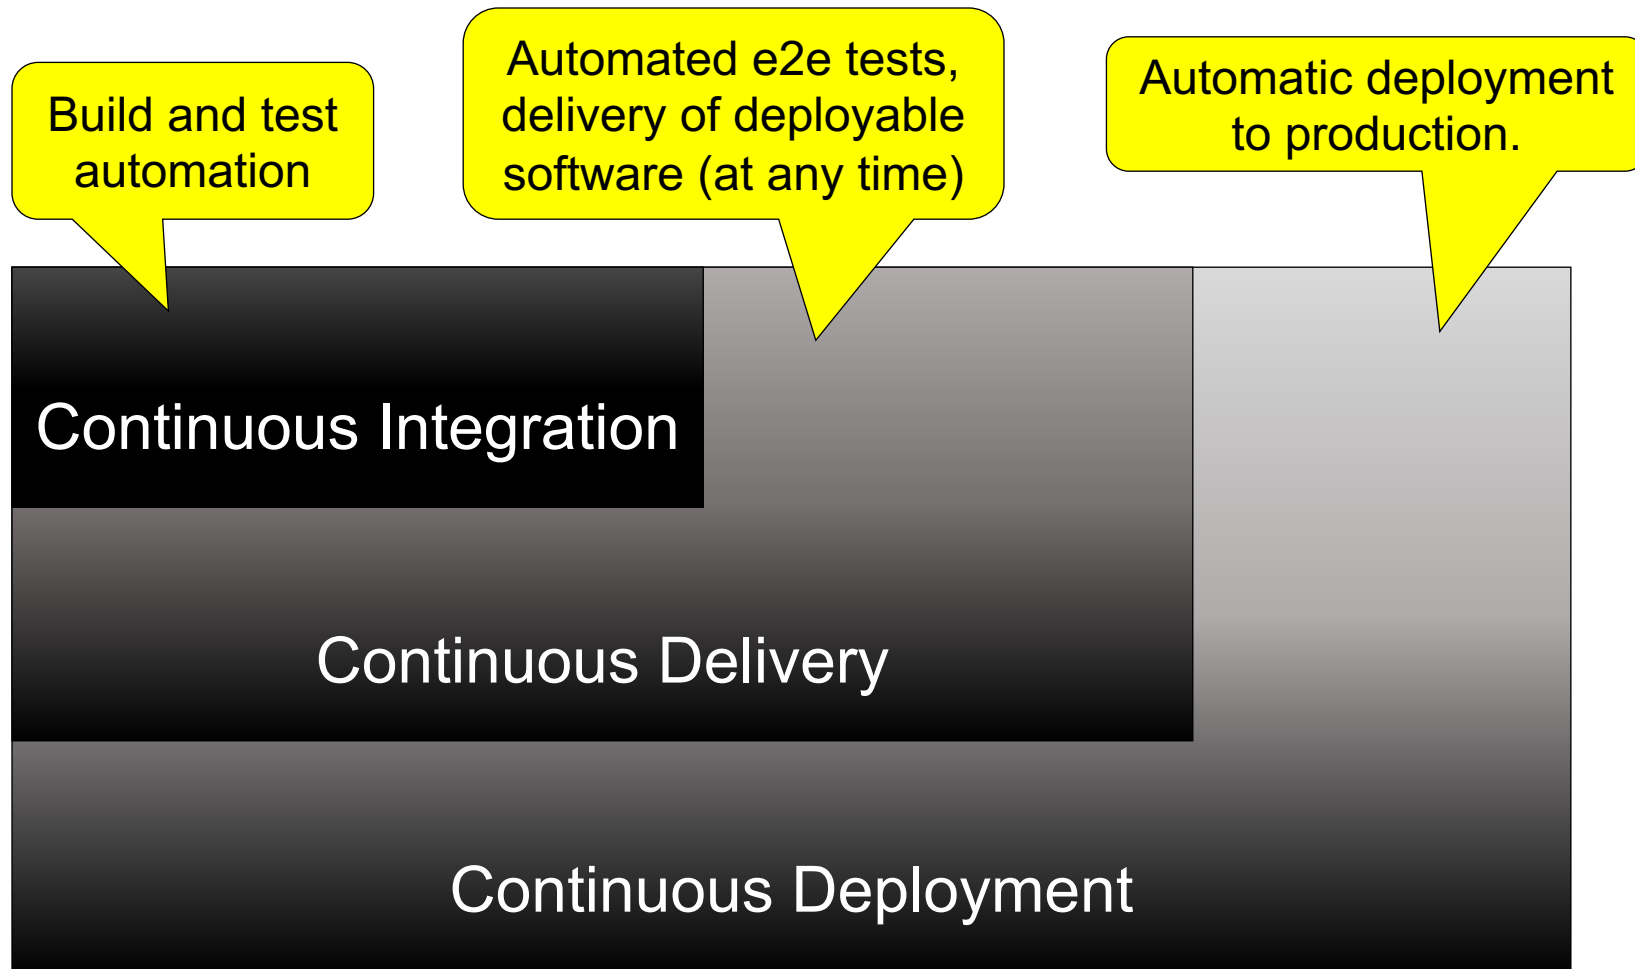 Build and test
automation
Automated e2e tests,
delivery of deployable
software (at any time)
Automatic deployment
to production.
Continuous Integration
Continuous Delivery
Continuous Deployment